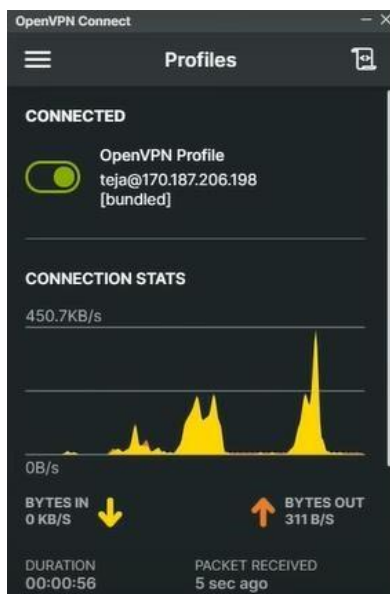 OpenVPN Connect
Profiles
CONNECTED
OpenVPN Profile
teja@170.187.206.198
[bundled]
CONNECTION STATS
450.7KB/s
0B/s
BYTES IN
0 KB/S
BYTES OUT
311 B/S
DURATION
00:00:56
PACKET RECEIVED
5 sec ago